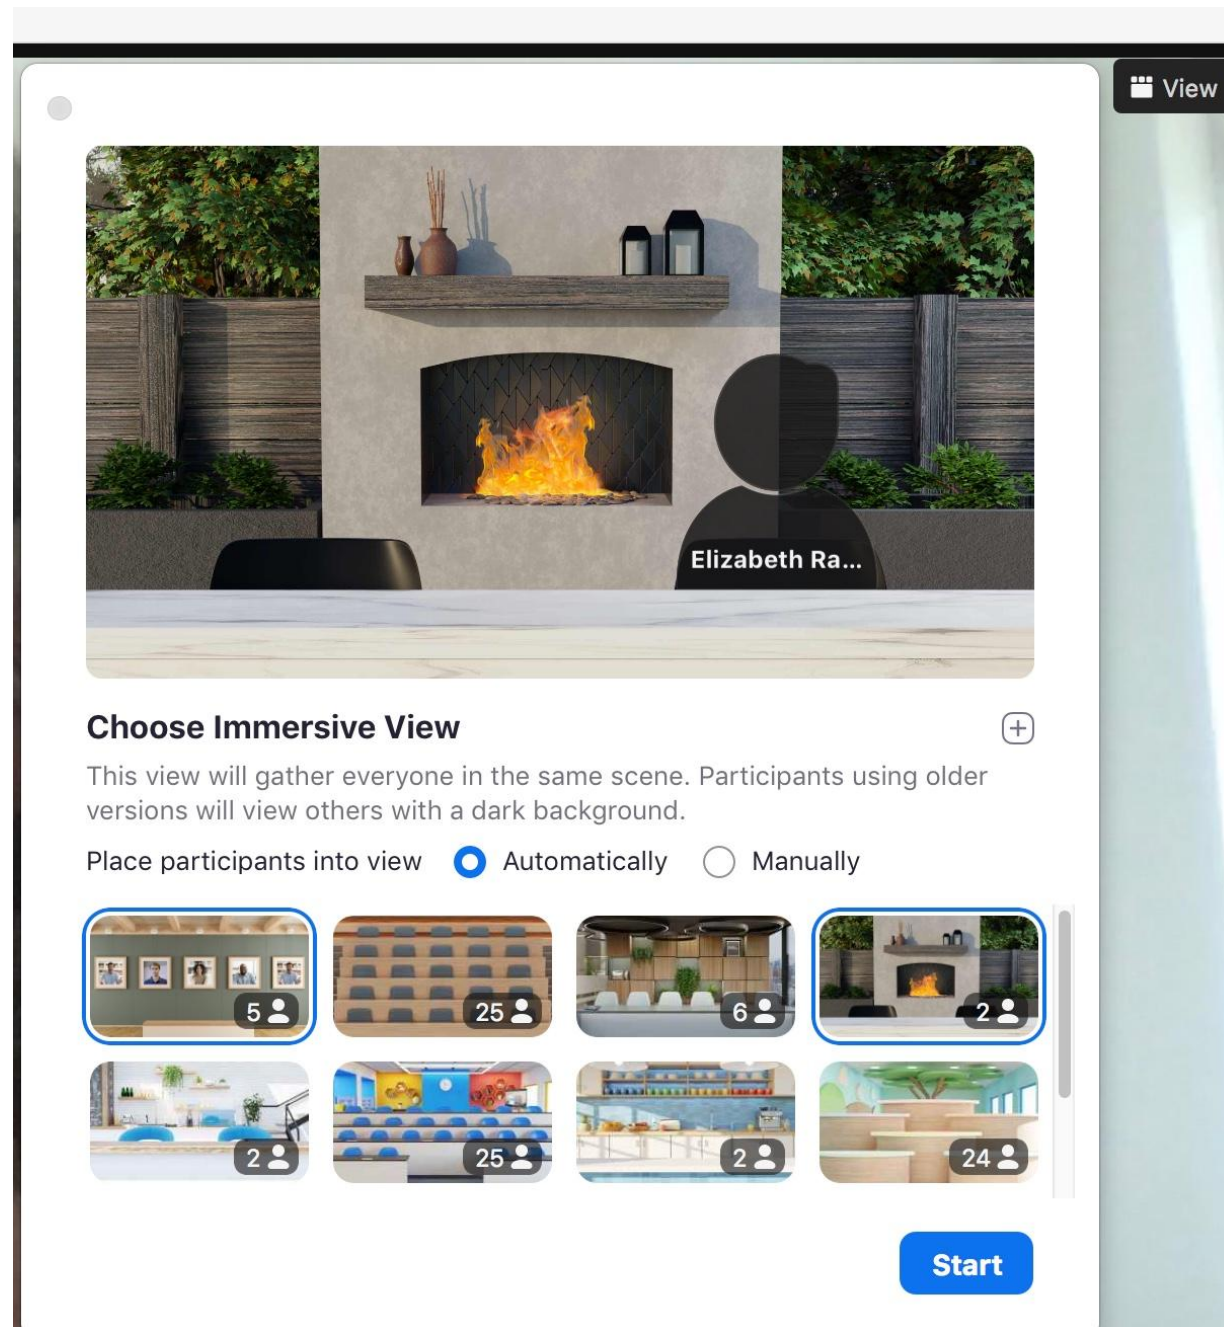 View
Elizabeth Ra...
Choose Immersive View
This view will gather everyone in the same scene. Participants using older
versions will view others with a dark background.
Place participants into view Automatically Manually
5 25 6 2
2 25 2 24
Start